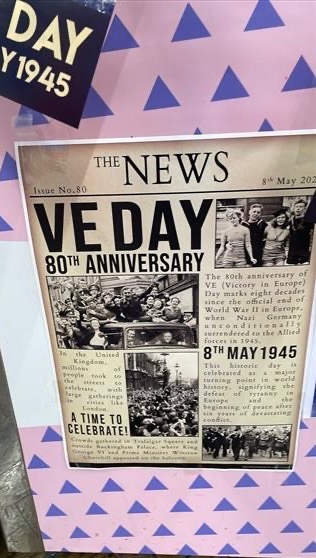 DAY
Y 1945
THE NEWS
Issue No.80
8th May 202
VE DAY
80TH ANNIVERSARY
The 80th anniversary of
VE (Victory in Europe)
Day marks eight decades
since the official end of
World War II in Europe,
when Nazi Germany
unconditionally
surrendered to the Allied
forces in 1945.
8TH MAY 1945
This historic day is
celebrated as a major
turning point in world
history, signifying the
defeat of tyranny in
Europe and the
beginning of peace after
six years of devastating
conflict.
In the United
Kingdom,
millions of
people took to
the streets to
celebrate, with
large gatherings
in cities like
London.
A TIME TO
CELEBRATE!
Crowds gathered in Trafalgar Square and
outside Buckingham Palace, where King
George VI and Prime Minister Winston
Churchill appeared on the balcony.